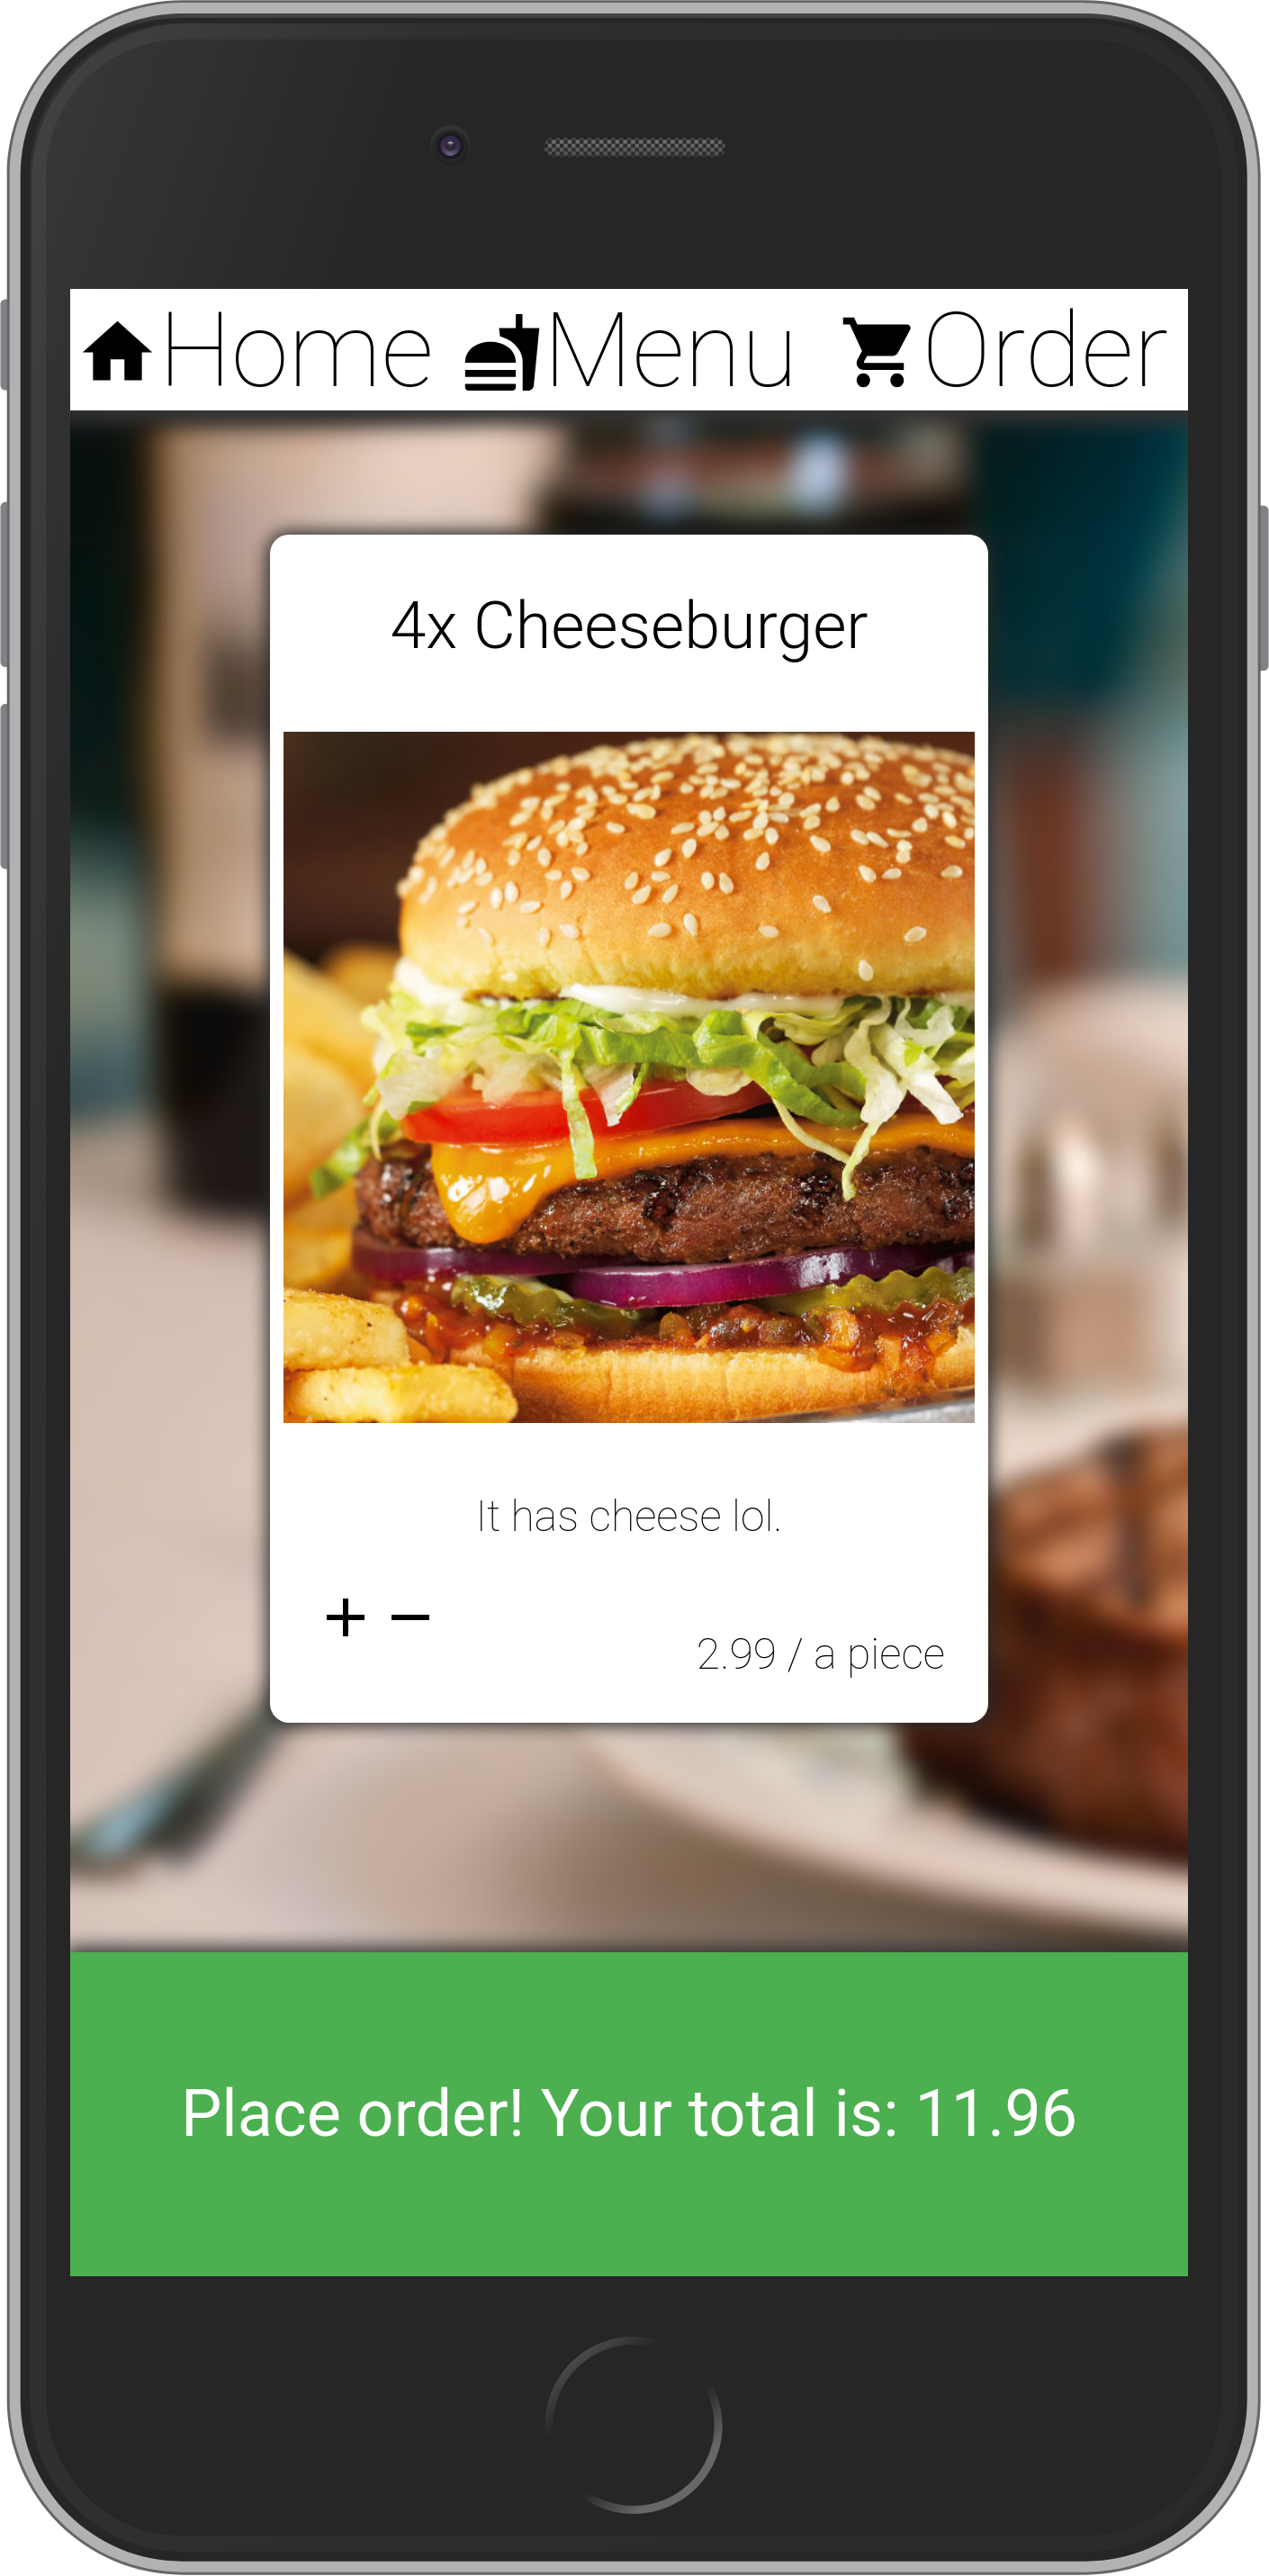 Home Menu Order
4x Cheeseburger
It has cheese lol.
+ −
2.99 / a piece
Place order! Your total is: 11.96